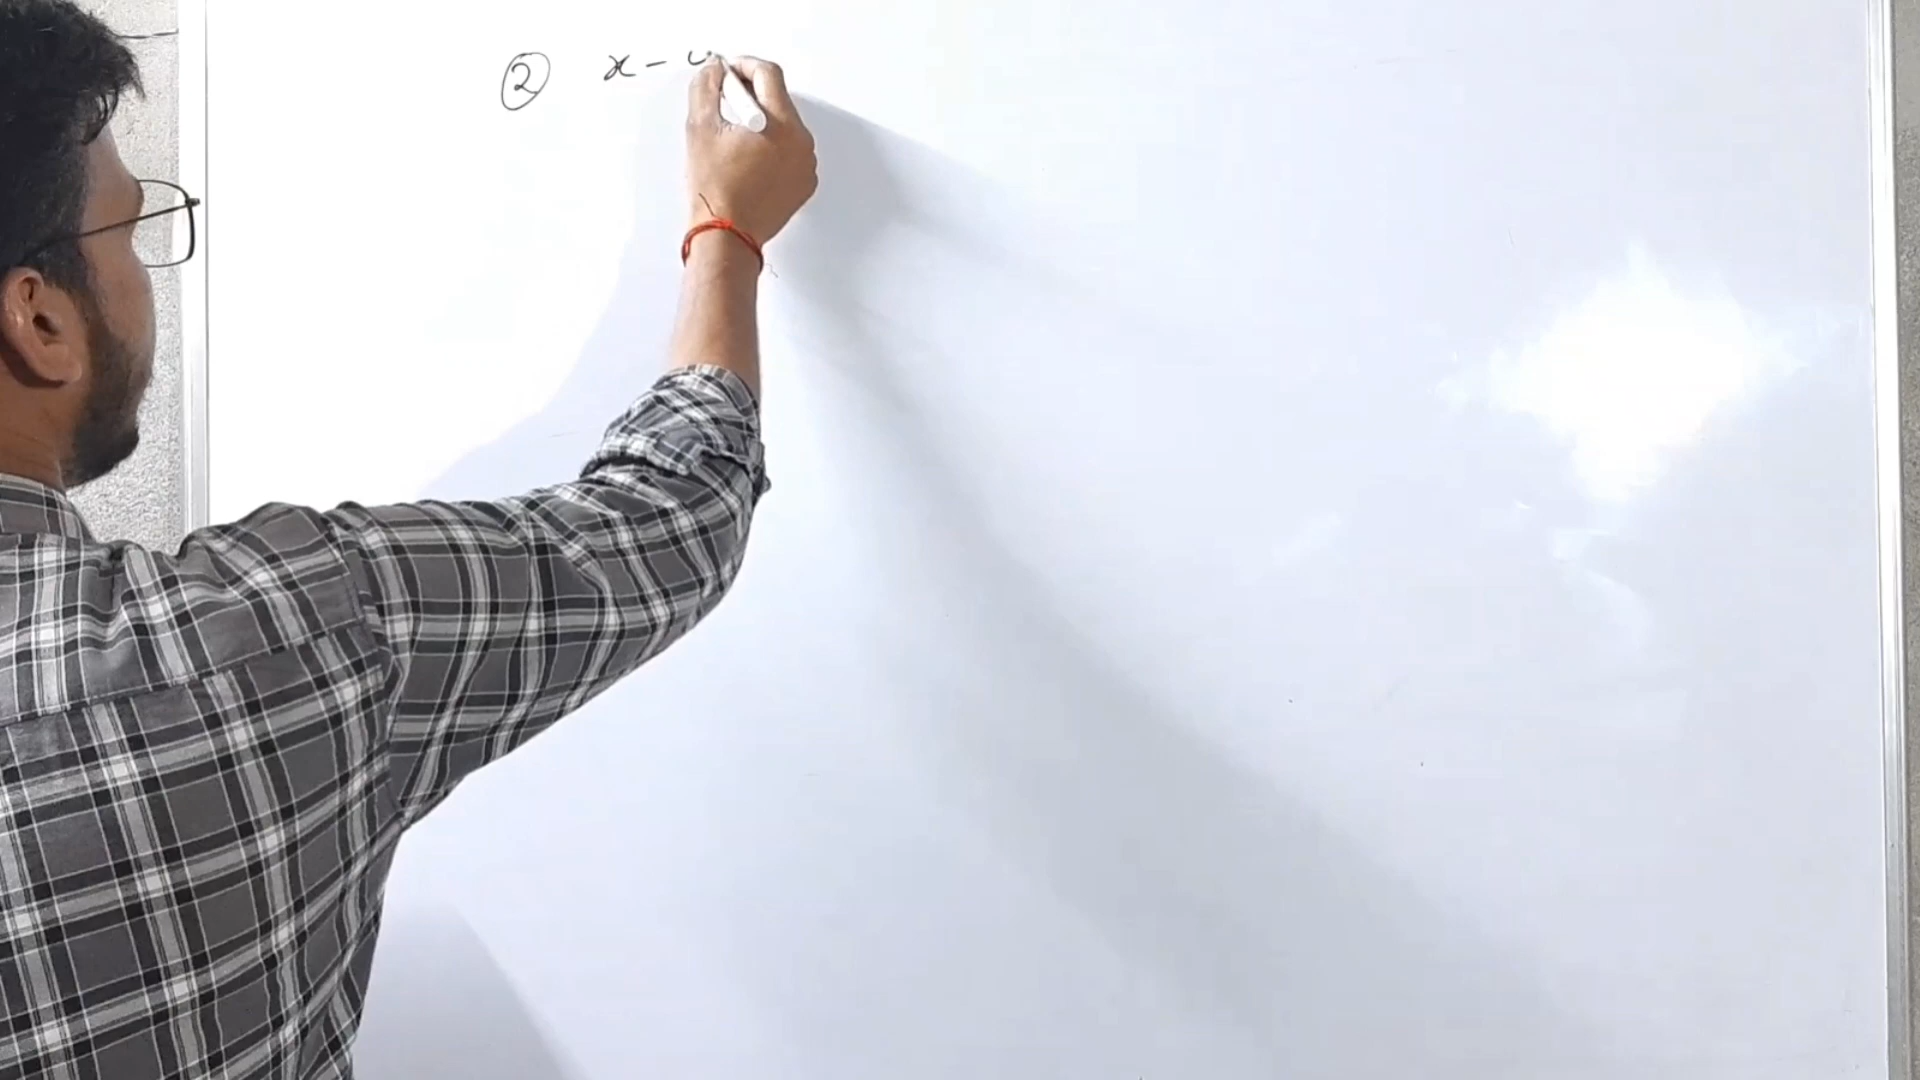 ② x -